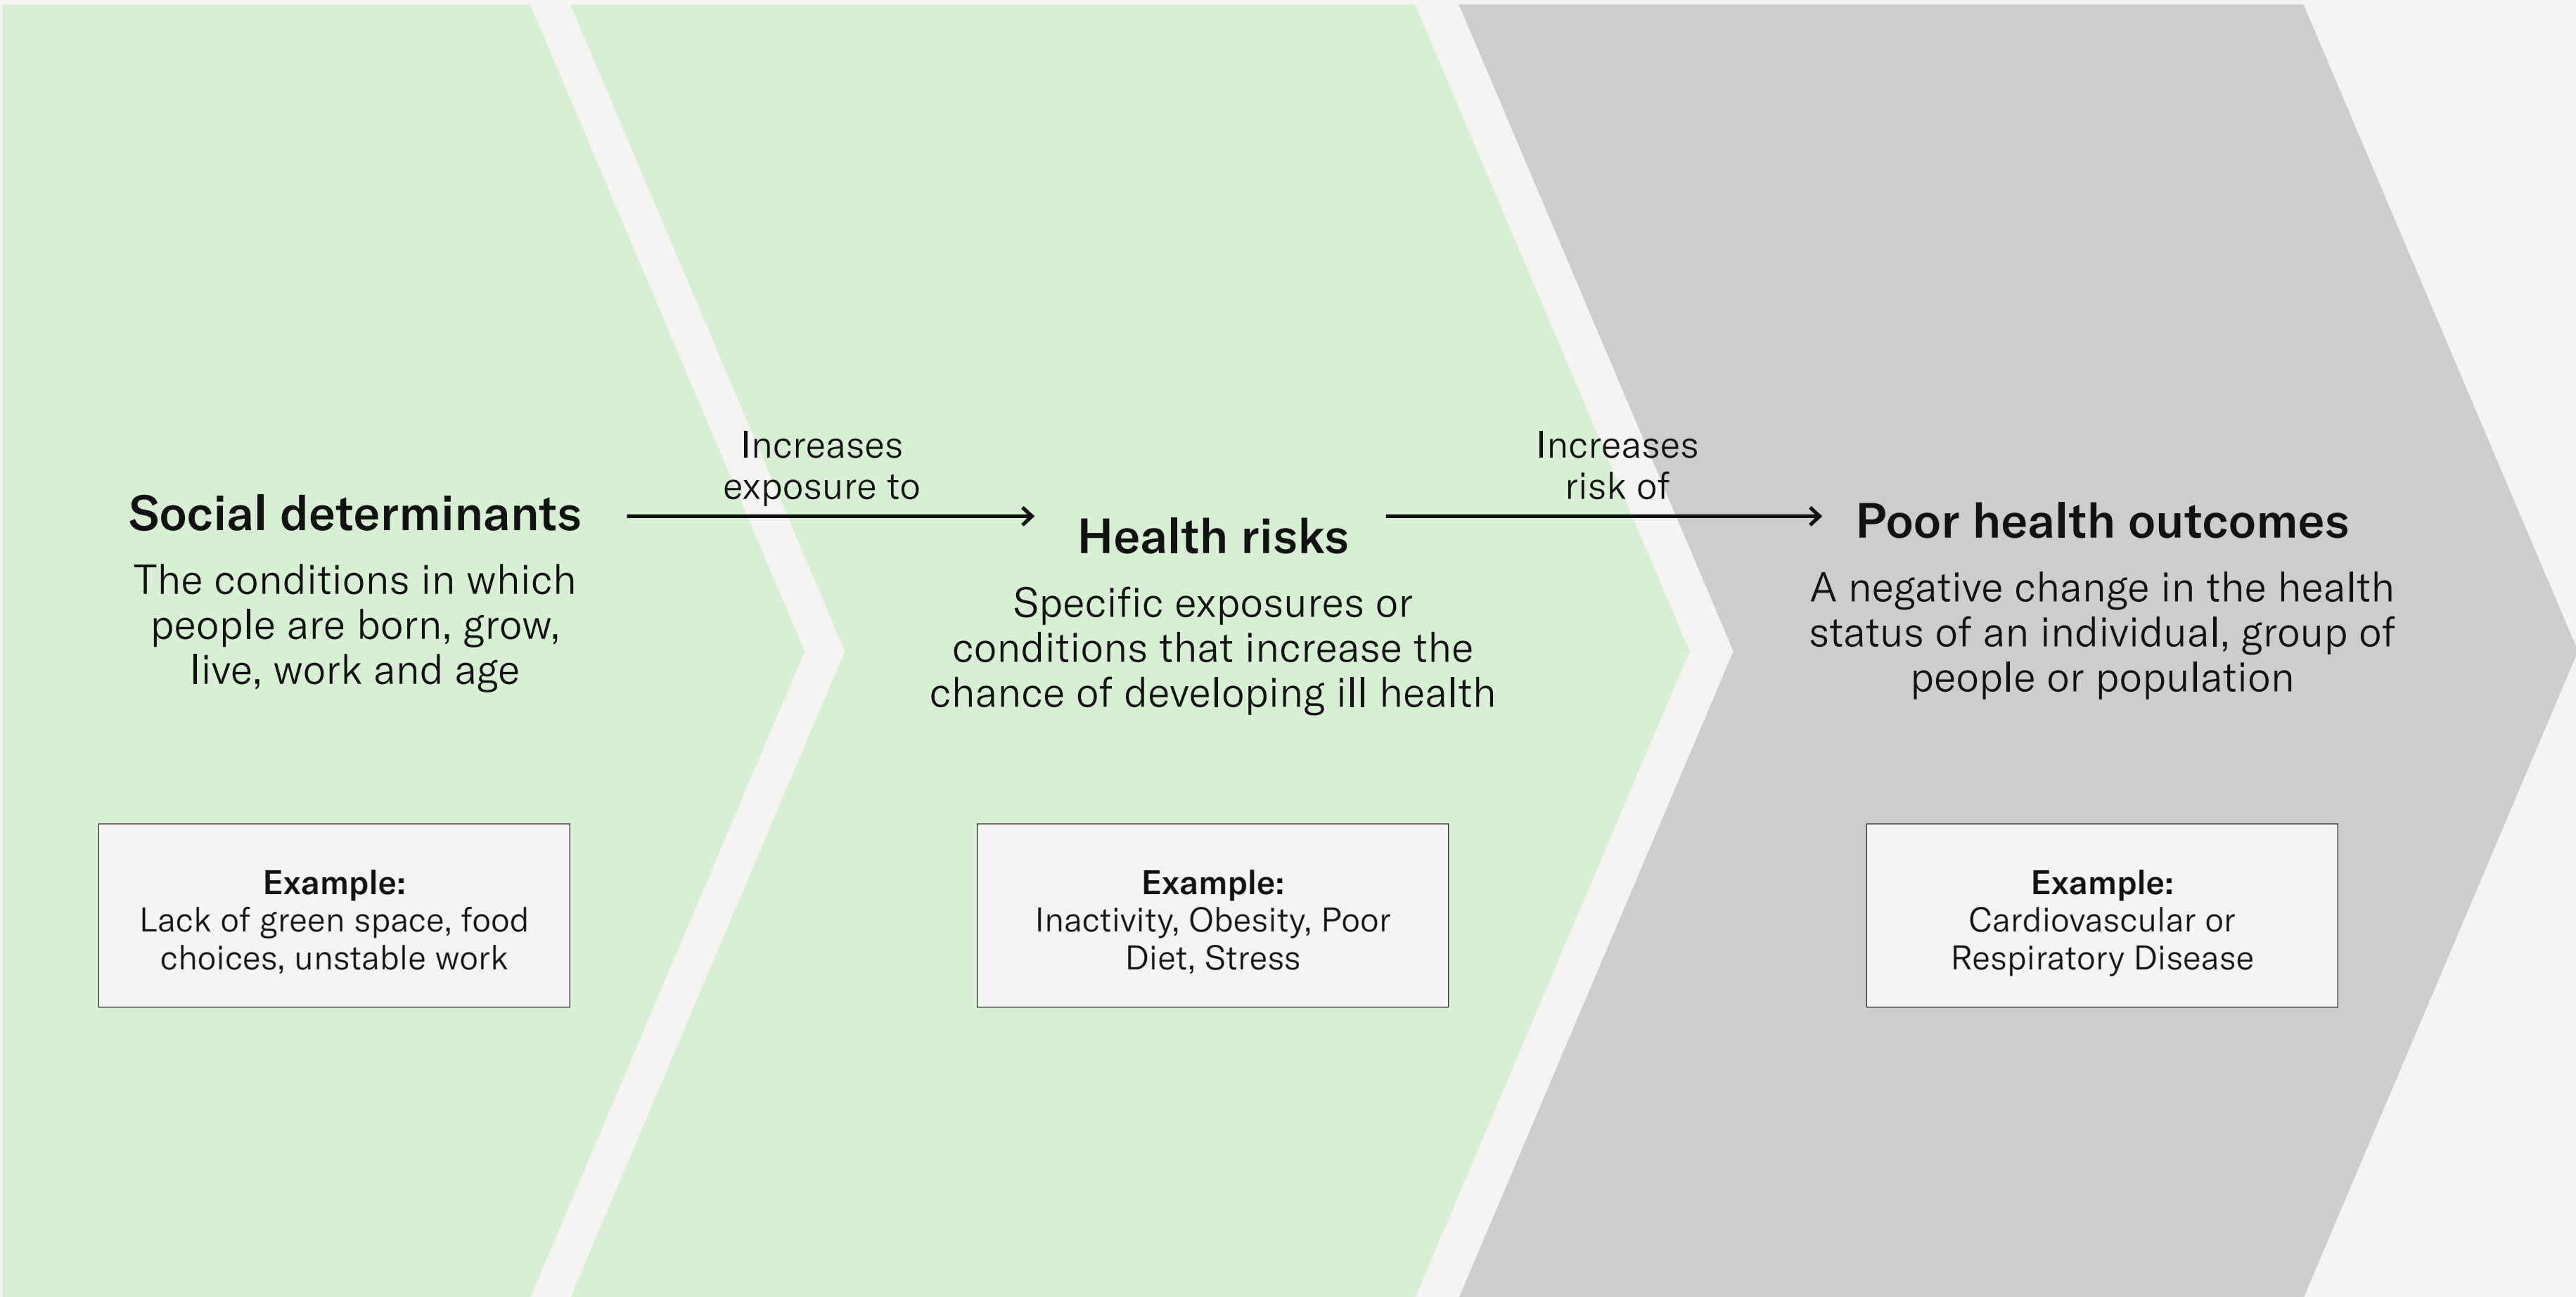 Social determinants
The conditions in which
people are born, grow,
live, work and age
Example:
Lack of green space, food
choices, unstable work
Increases
exposure to
Health risks
Specific exposures or
conditions that increase the
chance of developing ill health
Example:
Inactivity, Obesity, Poor
Diet, Stress
Increases
risk of
Poor health outcomes
A negative change in the health
status of an individual, group of
people or population
Example:
Cardiovascular or
Respiratory Disease